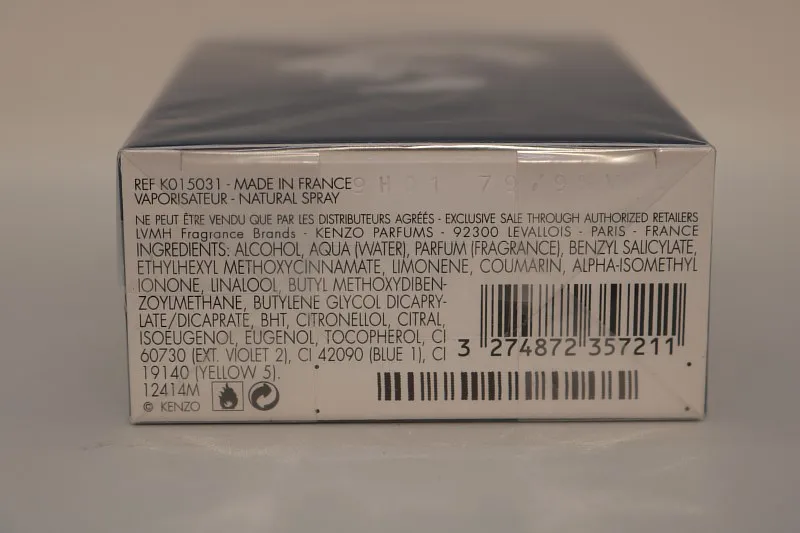 REF K015031 - MADE IN FRANCE
VAPORISATEUR - NATURAL SPRAY
NE PEUT ÊTRE VENDU QUE PAR LES DISTRIBUTEURS AGRÉÉS - EXCLUSIVE SALE THROUGH AUTHORIZED RETAILERS
LVMH Fragrance Brands - KENZO PARFUMS - 92300 LEVALLOIS - PARIS - FRANCE
INGREDIENTS: ALCOHOL, AQUA (WATER), PARFUM (FRAGRANCE), BENZYL SALICYLATE,
ETHYLHEXYL METHOXYCINNAMATE, LIMONENE, COUMARIN, ALPHA-ISOMETHYL
IONONE, LINALOOL, BUTYL METHOXYDIBEN-
ZOYLMETHANE, BUTYLENE GLYCOL DICAPRY-
LATE/DICAPRATE, BHT, CITRONELLOL, CITRAL,
ISOEUGENOL, EUGENOL, TOCOPHEROL, CI
60730 (EXT. VIOLET 2), CI 42090 (BLUE 1), CI
19140 (YELLOW 5).
3 274872 357211
12414M
© KENZO